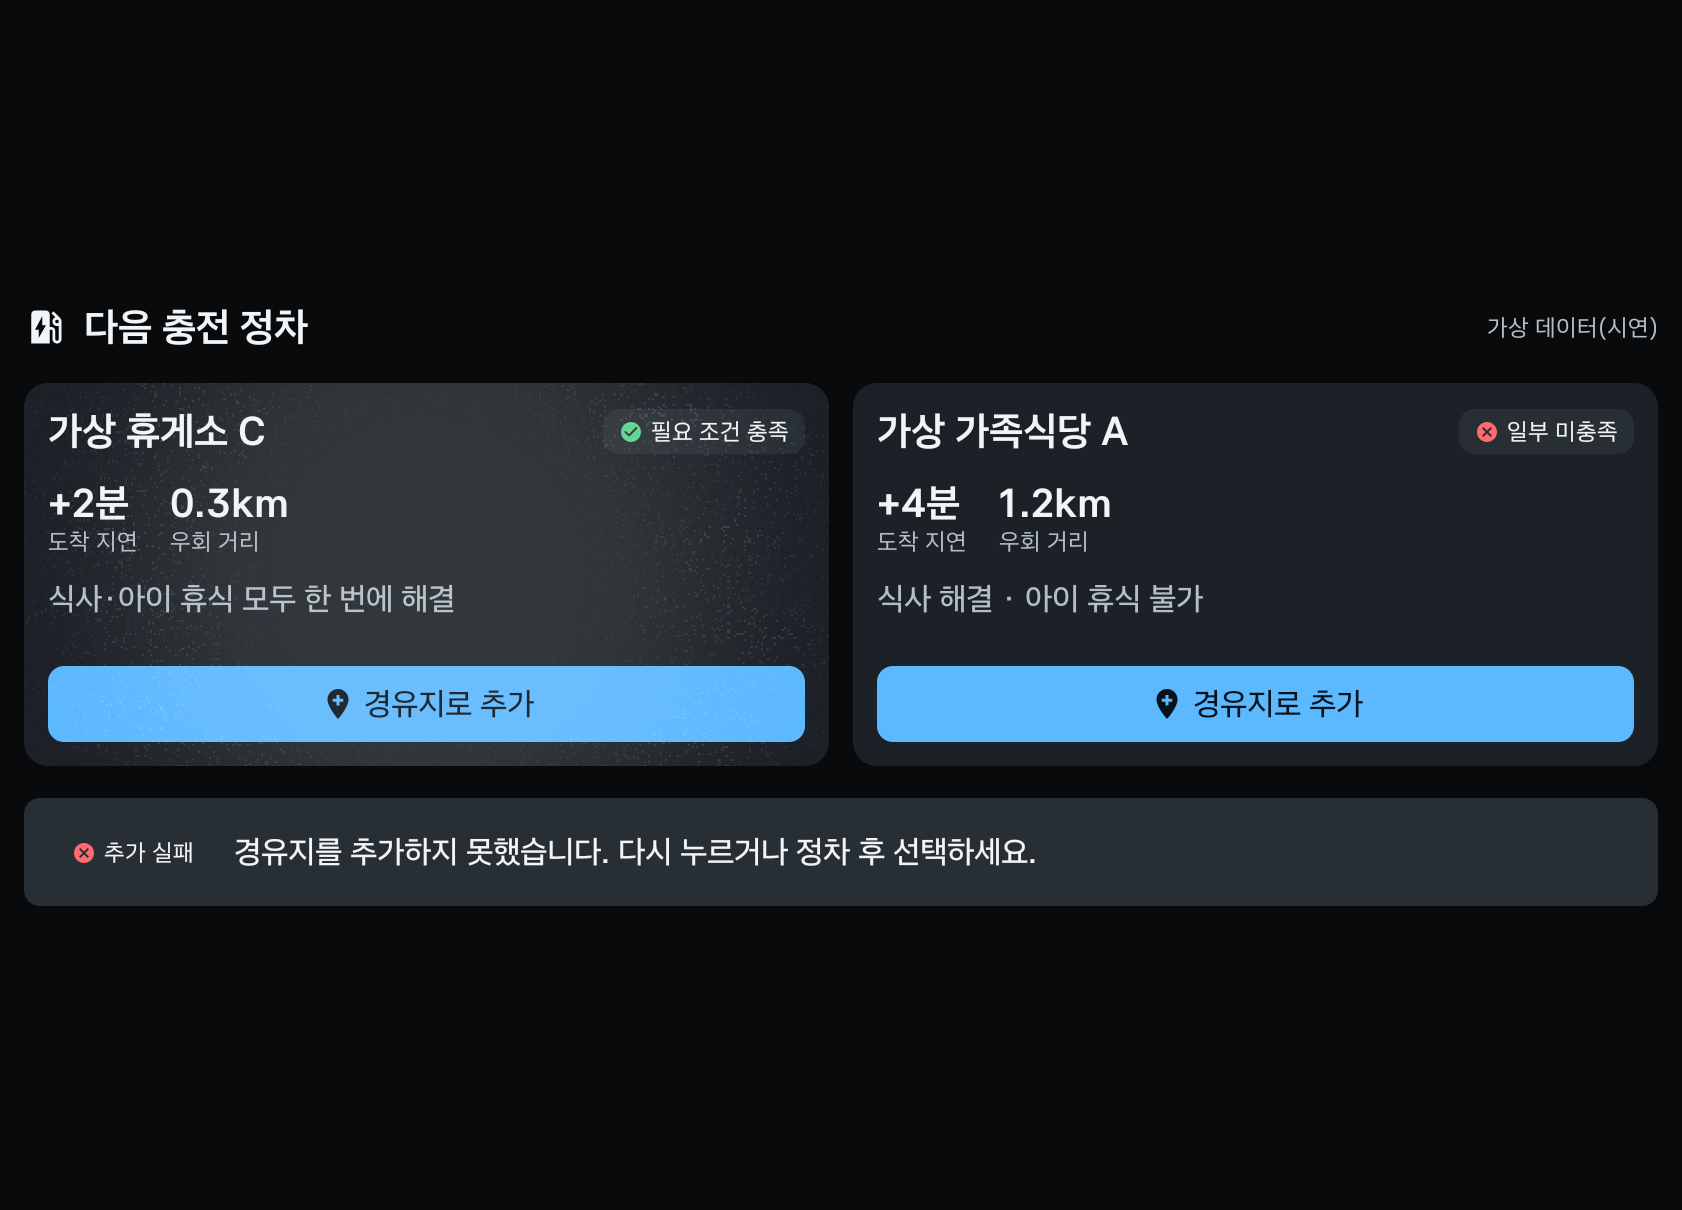 다음 충전 정차
가상 데이터(시연)
가상 휴게소 C
필요 조건 충족
+2분 0.3km
도착 지연 우회 거리
식사·아이 휴식 모두 한 번에 해결
경유지로 추가
가상 가족식당 A
일부 미충족
+4분 1.2km
도착 지연 우회 거리
식사 해결 · 아이 휴식 불가
경유지로 추가
추가 실패
경유지를 추가하지 못했습니다. 다시 누르거나 정차 후 선택하세요.